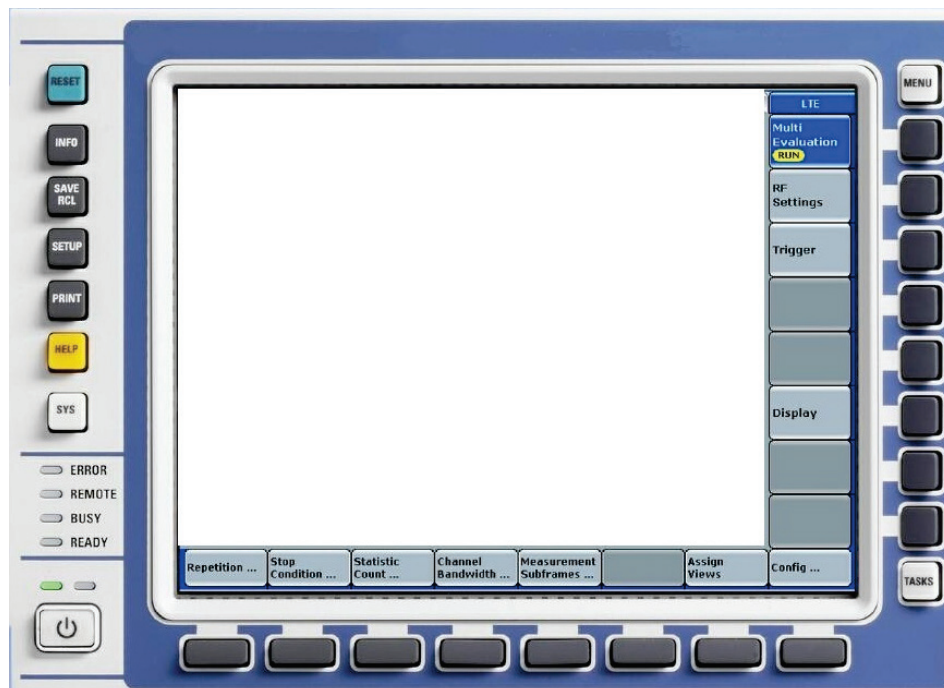 RESET
INFO
SAVE
RCL
SETUP
PRINT
HELP
SYS
ERROR
REMOTE
BUSY
READY
LTE
Multi
Evaluation
RUN
RF
Settings
Trigger
Display
Repetition ...
Stop
Condition ...
Statistic
Count ...
Channel
Bandwidth ...
Measurement
Subframes ...
Assign
Views
Config ...
MENU
TASKS